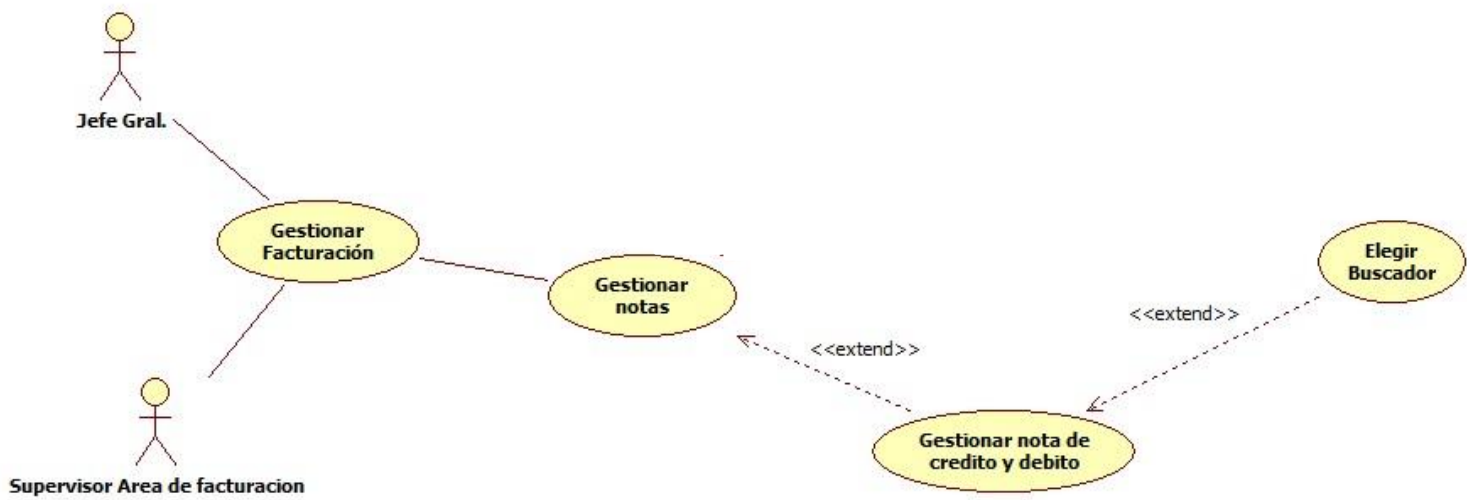 Jefe Gral.
Gestionar
Facturación
Elegir
Buscador
Gestionar
notas
<<extend>>
<<extend>>
Gestionar nota de
credito y debito
Supervisor Area de facturacion